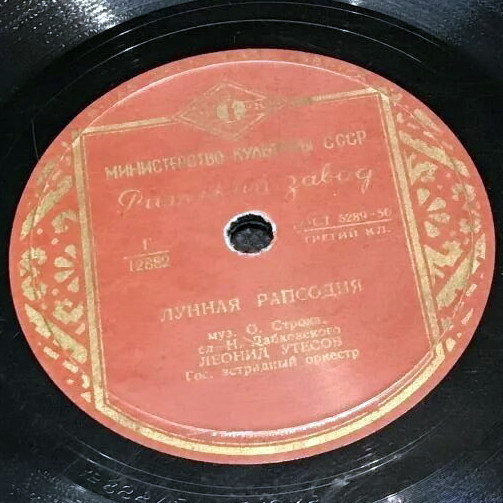 МИНИСТЕРСТВО КУЛЬТУРЫ СССР
Рижский завод
Г
12882
ГОСТ 5289-56
ТРЕТИЙ КЛ.
ЛУННАЯ РАПСОДИЯ
муз. О. Строка,
сл. Н. Лабковского
ЛЕОНИД УТЕСОВ
Гос. эстрадный оркестр